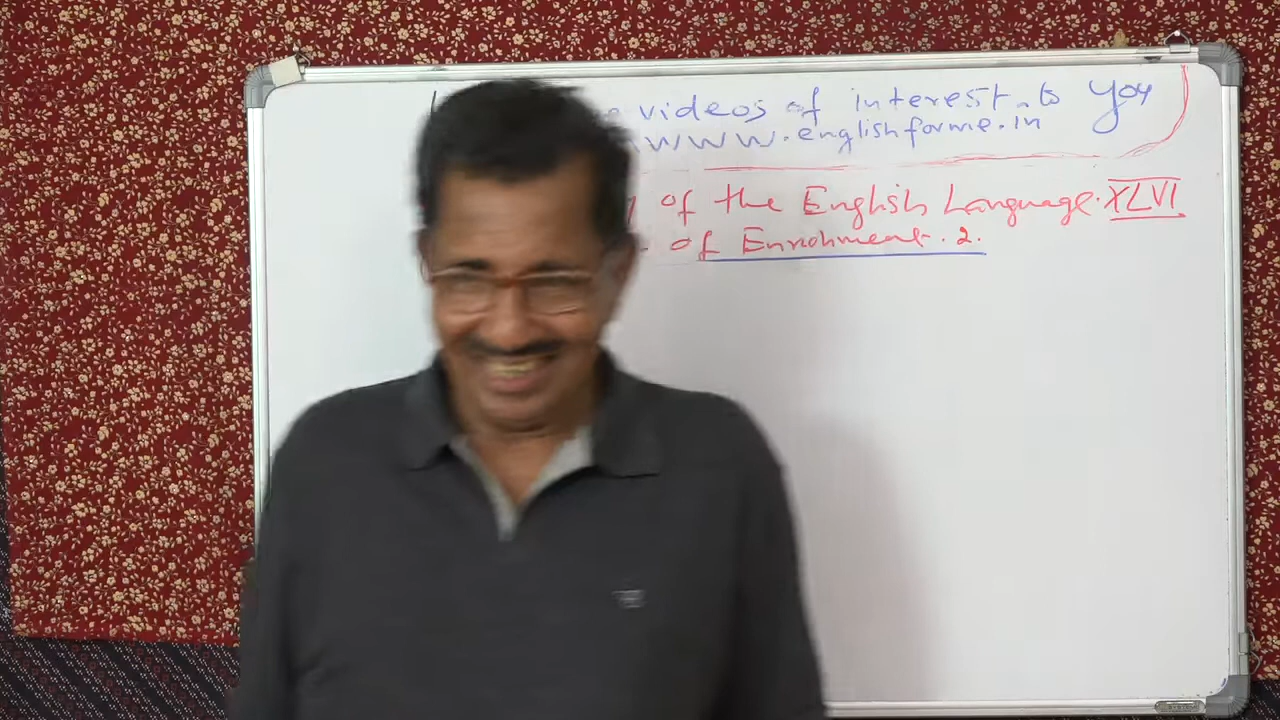 videos of interest to You
www.englishforme.in
of the English Language. XLVI
of Enrichment. 2.